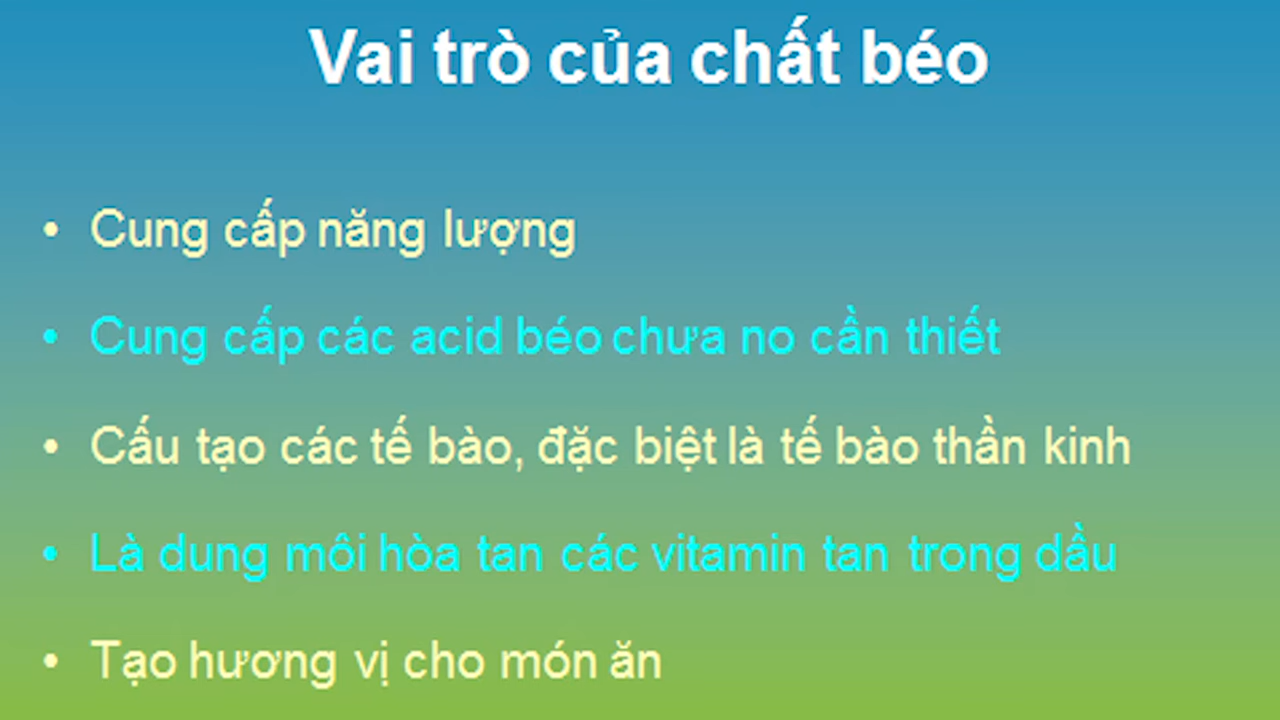 Vai trò của chất béo
• Cung cấp năng lượng
• Cung cấp các acid béo chưa no cần thiết
• Cấu tạo các tế bào, đặc biệt là tế bào thần kinh
• Là dung môi hòa tan các vitamin tan trong dầu
• Tạo hương vị cho món ăn